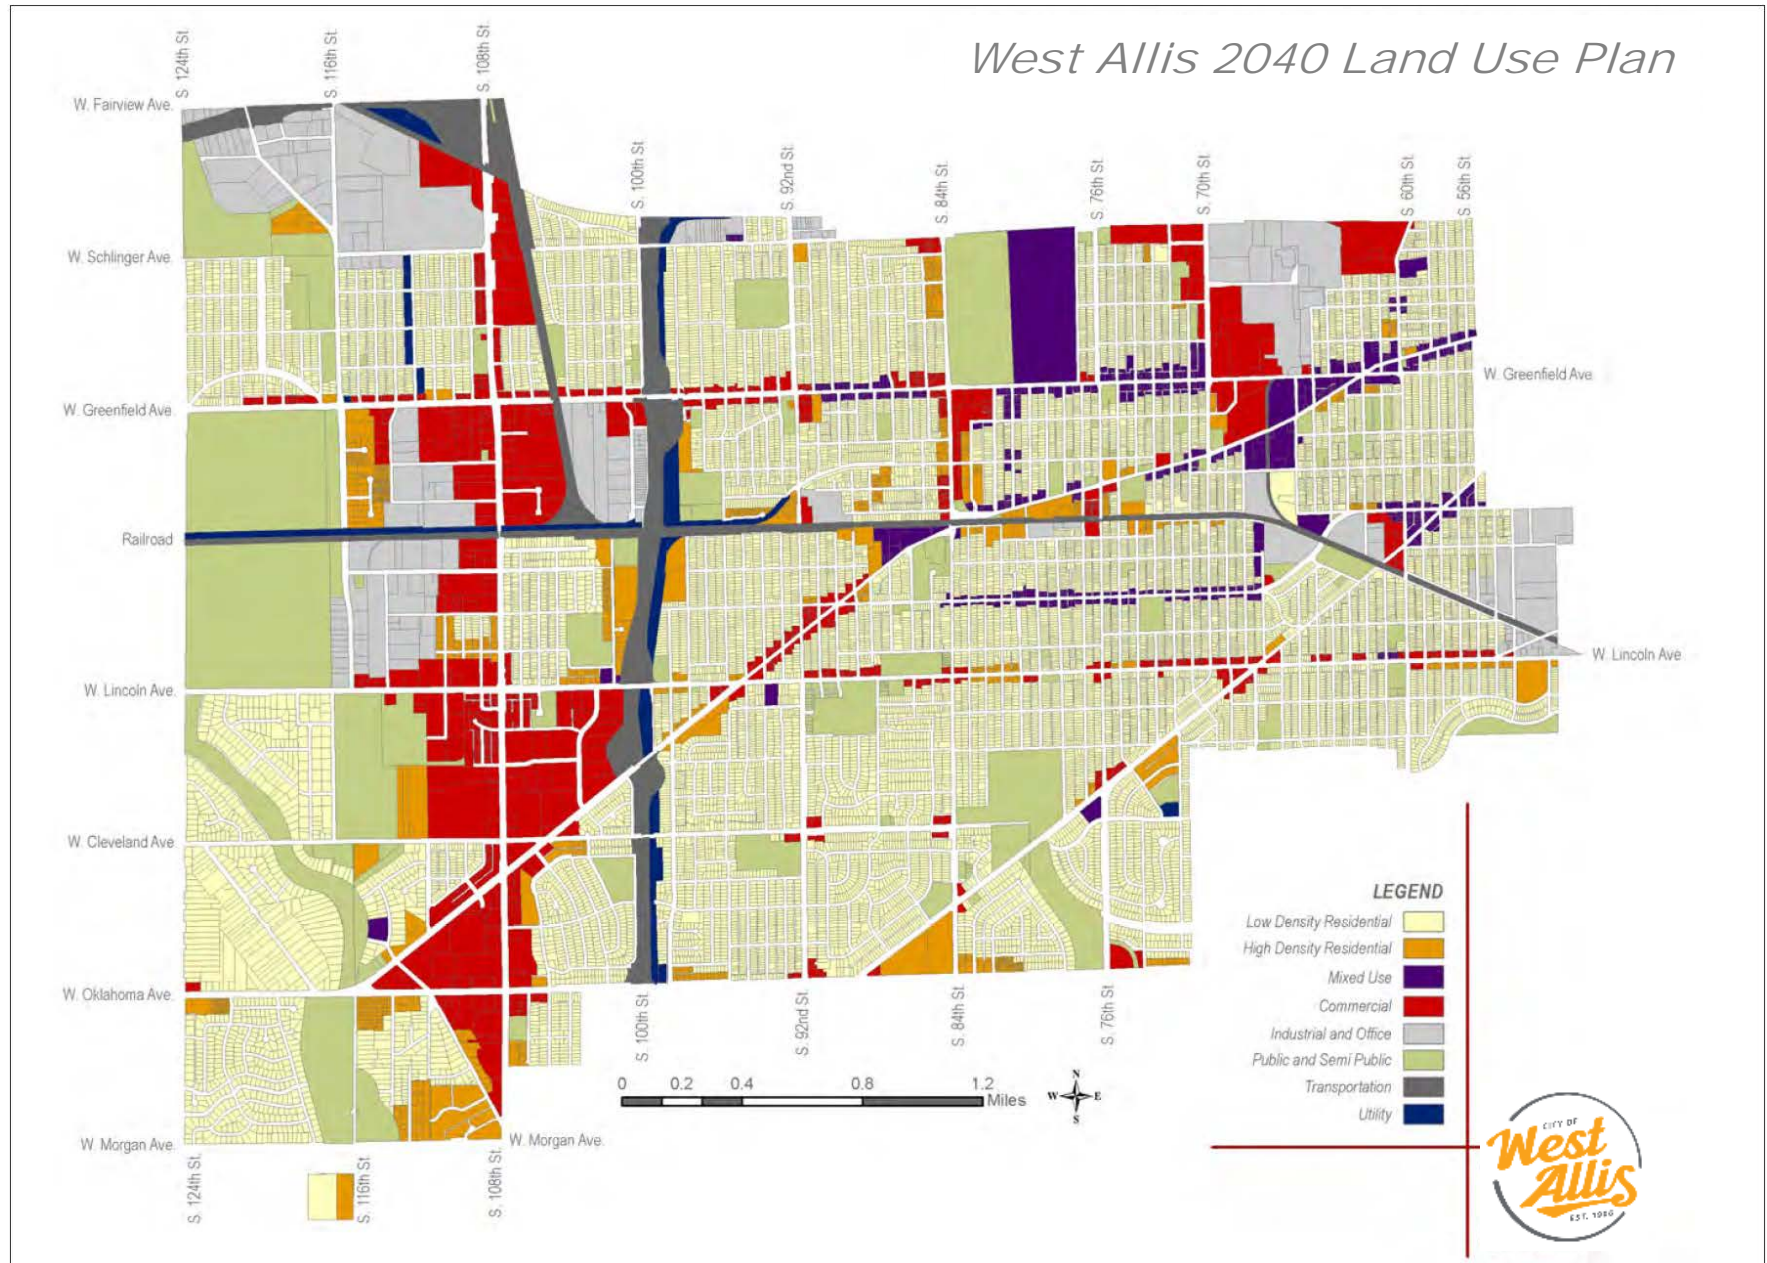 West Allis 2040 Land Use Plan
S. 124th St.
S. 116th St.
S. 108th St.
S. 100th St.
S. 92nd St.
S. 84th St.
S. 76th St.
S. 70th St.
S. 60th St.
S. 56th St.
W. Fairview Ave.
W. Schlinger Ave.
W. Greenfield Ave.
W. Greenfield Ave.
Railroad
W. Lincoln Ave.
W. Lincoln Ave.
W. Cleveland Ave.
W. Oklahoma Ave.
W. Morgan Ave.
W. Morgan Ave.
S. 124th St.
S. 116th St.
S. 108th St.
S. 100th St.
S. 92nd St.
S. 84th St.
S. 76th St.
0 0.2 0.4 0.8 1.2
Miles
N
W E
S
LEGEND
Low Density Residential
High Density Residential
Mixed Use
Commercial
Industrial and Office
Public and Semi Public
Transportation
Utility
CITY OF
West
Allis
EST. 1906